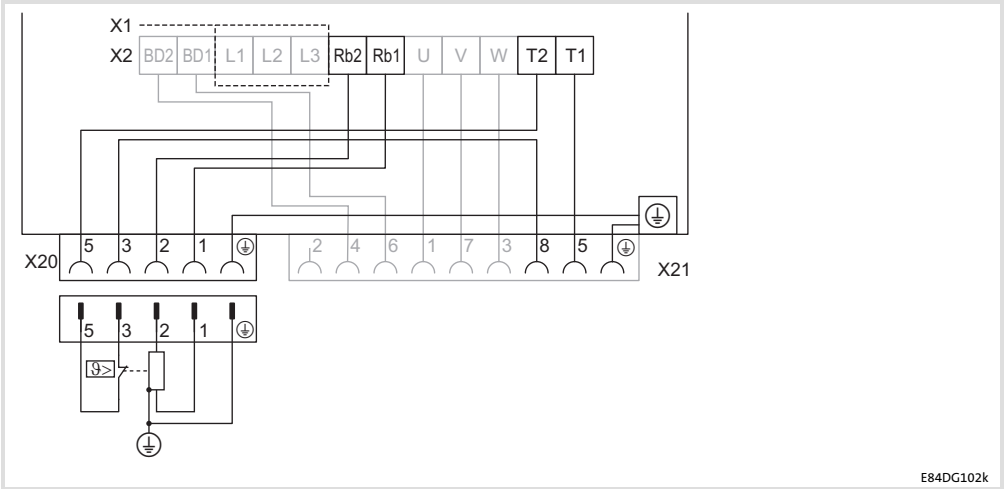 X1
X2 BD2 BD1 L1 L2 L3 Rb2 Rb1 U V W T2 T1
X20 5 3 2 1 2 4 6 1 7 3 8 5 X21
5 3 2 1
ϑ>
E84DG102k